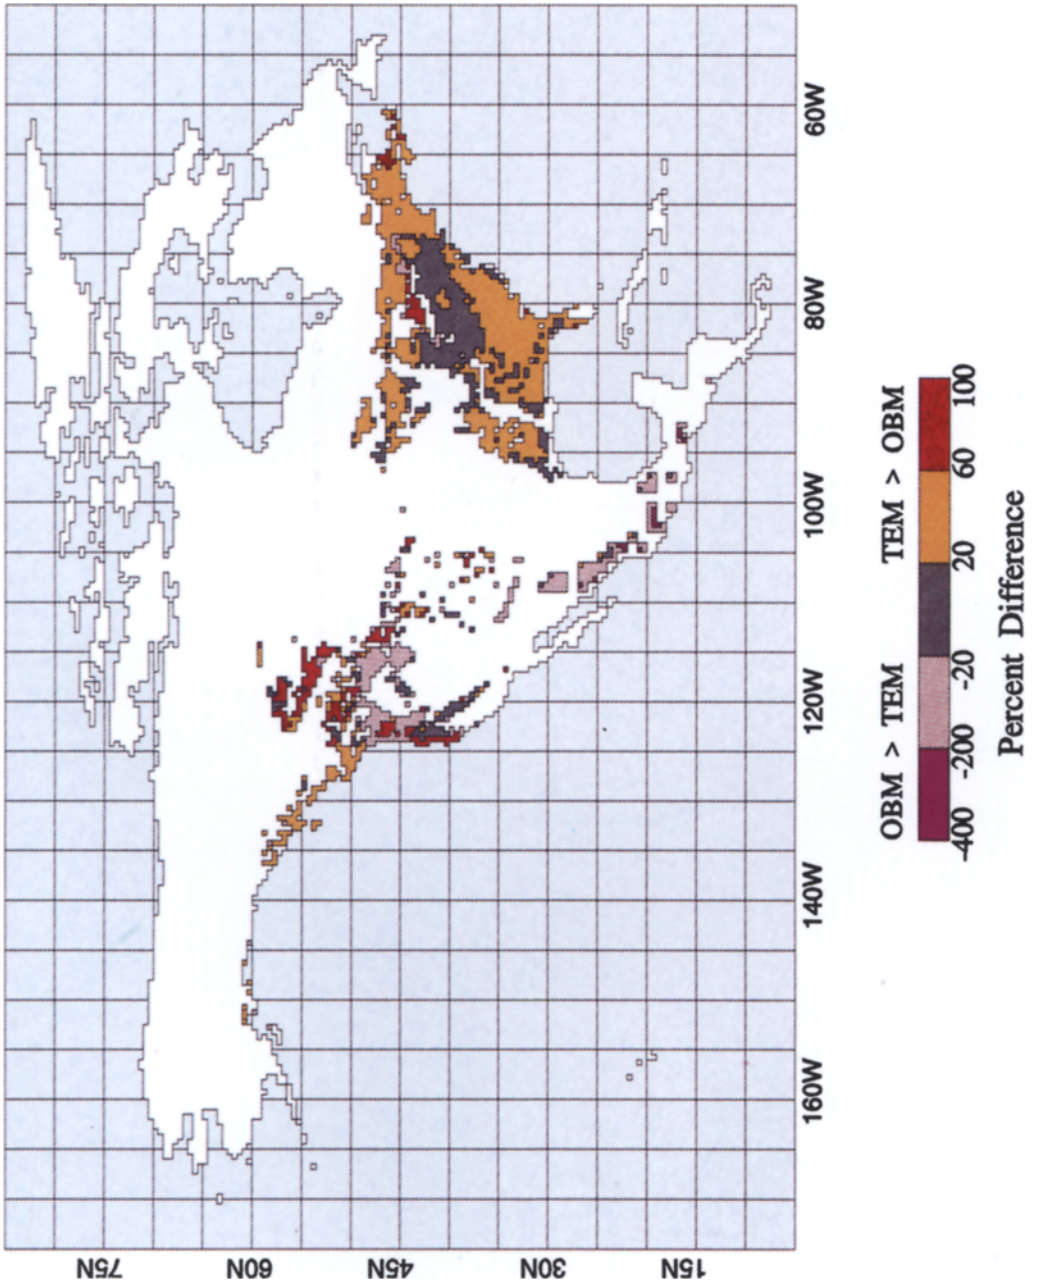 75N
60N
45N
30N
15N
160W
140W
120W
100W
80W
60W
OBM > TEM
TEM > OBM
-400
-200
-20
20
60
100
Percent Difference